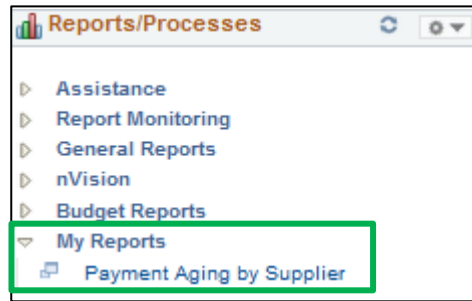 Reports/Processes
Assistance
Report Monitoring
General Reports
nVision
Budget Reports
My Reports
Payment Aging by Supplier